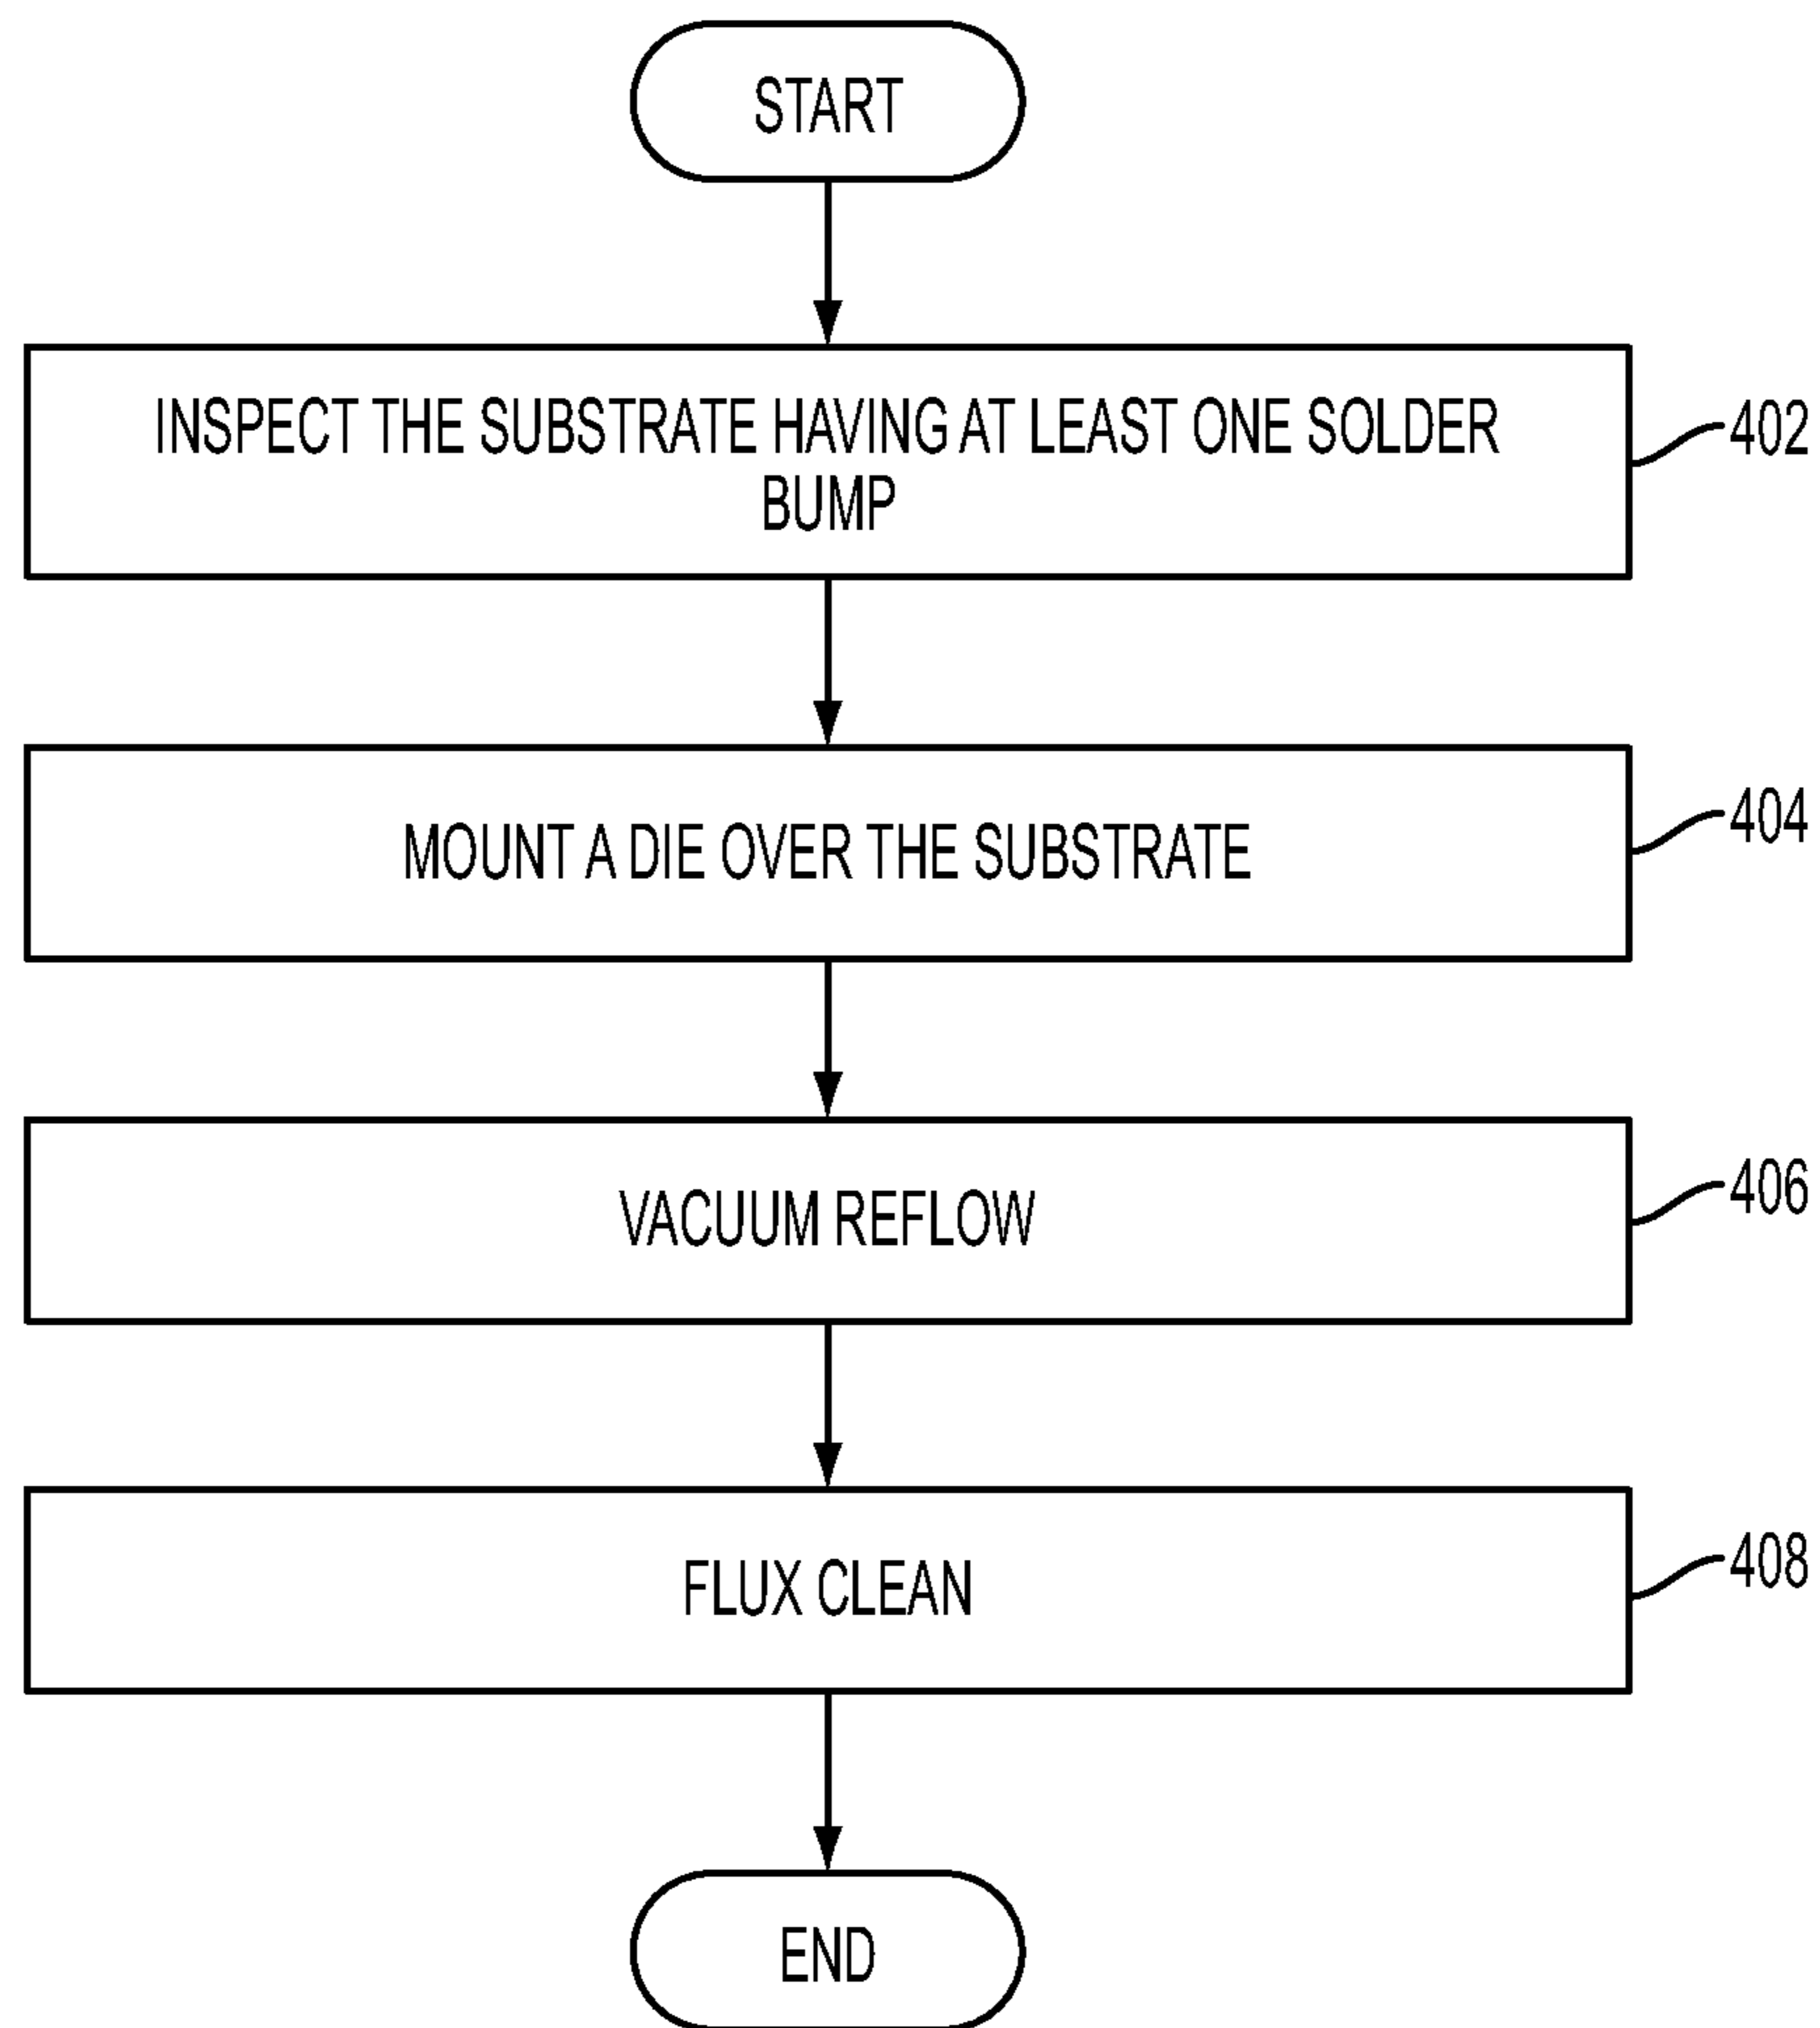 START
INSPECT THE SUBSTRATE HAVING AT LEAST ONE SOLDER
BUMP
402
MOUNT A DIE OVER THE SUBSTRATE
404
VACUUM REFLOW
406
FLUX CLEAN
408
END